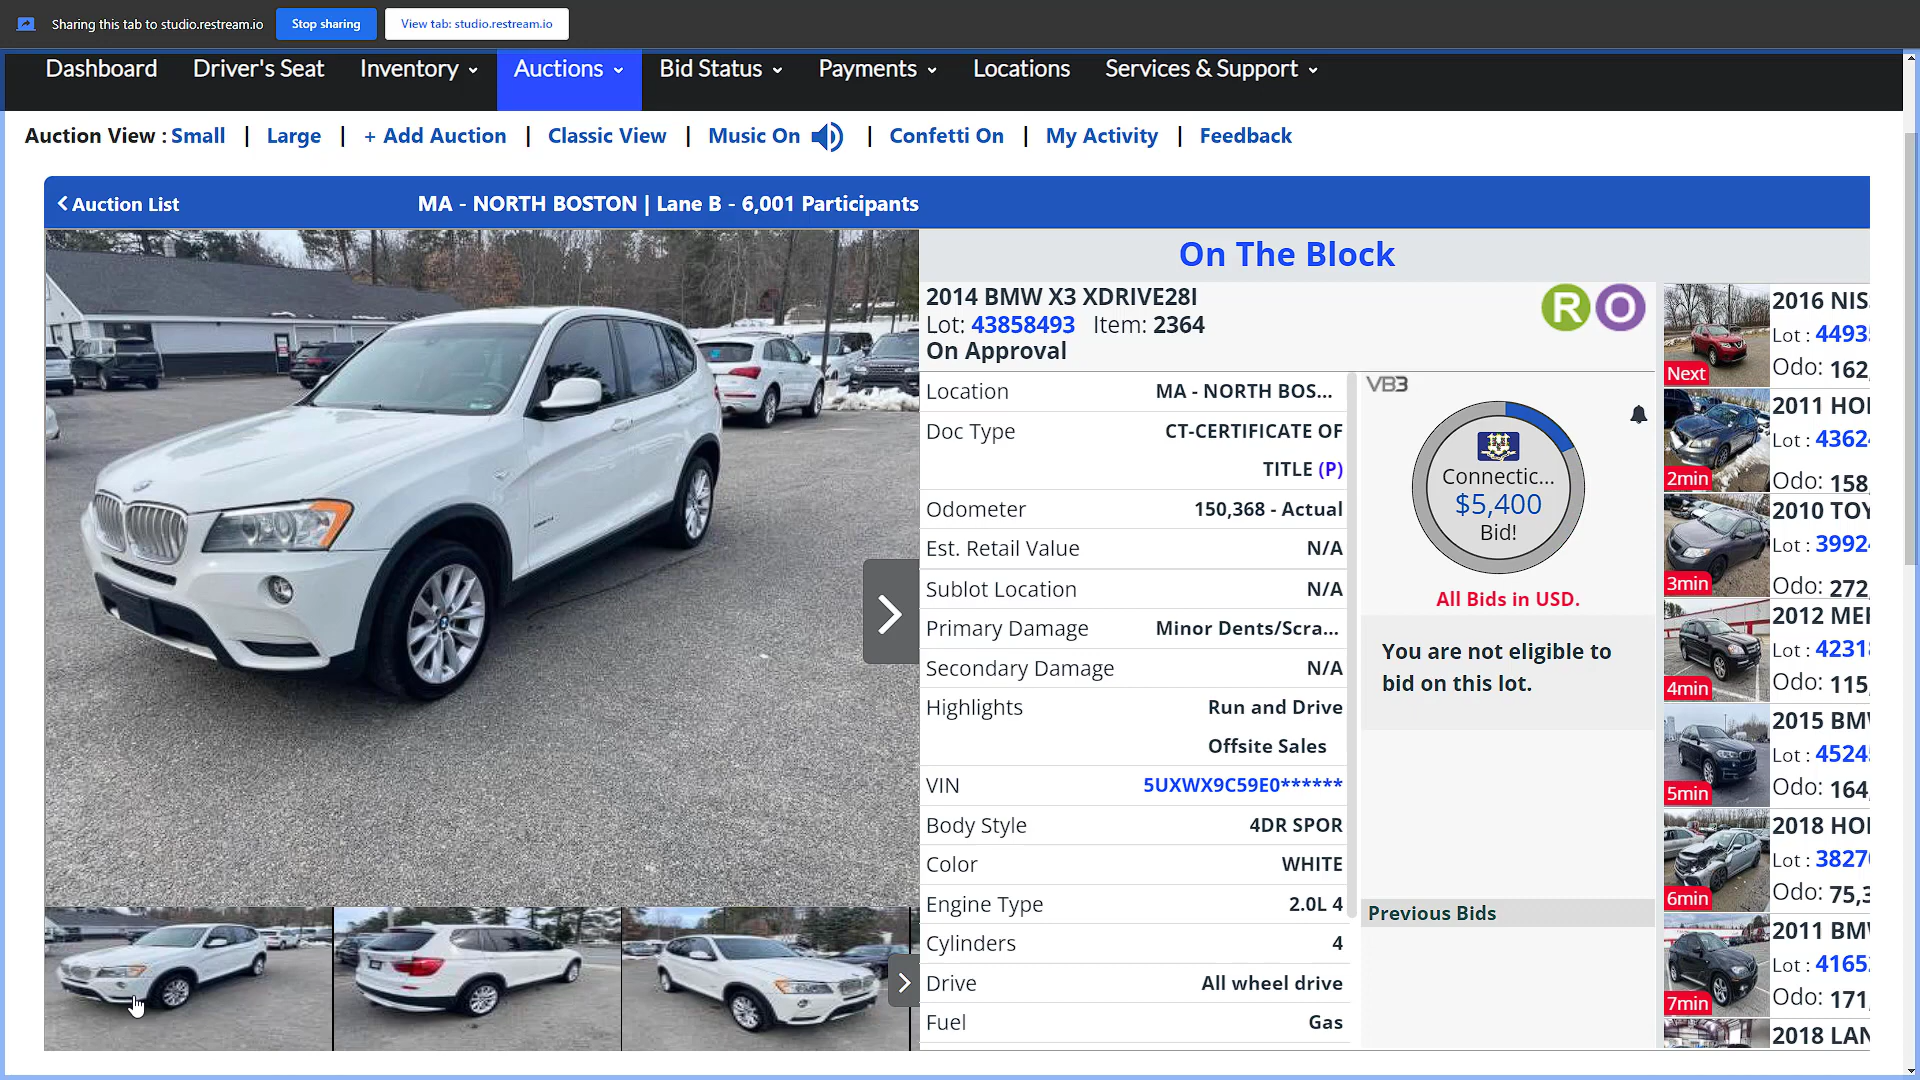 Sharing this tab to studio.restream.io
Stop sharing
View tab: studio.restream.io
Dashboard
Driver's Seat
Inventory
Auctions
Bid Status
Payments
Locations
Services & Support
Auction View : Small | Large | + Add Auction | Classic View | Music On | Confetti On | My Activity | Feedback
Auction List
MA - NORTH BOSTON | Lane B - 6,001 Participants
On The Block
2014 BMW X3 XDRIVE28I
Lot: 43858493 Item: 2364
On Approval
R O
Location MA - NORTH BOS...
Doc Type CT-CERTIFICATE OF
TITLE (P)
Odometer 150,368 - Actual
Est. Retail Value N/A
Sublot Location N/A
Primary Damage Minor Dents/Scra...
Secondary Damage N/A
Highlights Run and Drive
Offsite Sales
VIN 5UXWX9C59E0******
Body Style 4DR SPOR
Color WHITE
Engine Type 2.0L 4
Cylinders 4
Drive All wheel drive
Fuel Gas
VB3
Connectic...
$5,400
Bid!
All Bids in USD.
You are not eligible to
bid on this lot.
Previous Bids
2016 NIS
Lot : 4493
Odo: 162,
Next
2011 HO
Lot : 4362
Odo: 158,
2min
2010 TOY
Lot : 3992
Odo: 272,
3min
2012 ME
Lot : 4231
Odo: 115,
4min
2015 BM
Lot : 4524
Odo: 164,
5min
2018 HO
Lot : 3827
Odo: 75,3
6min
2011 BM
Lot : 4165
Odo: 171,
7min
2018 LAN